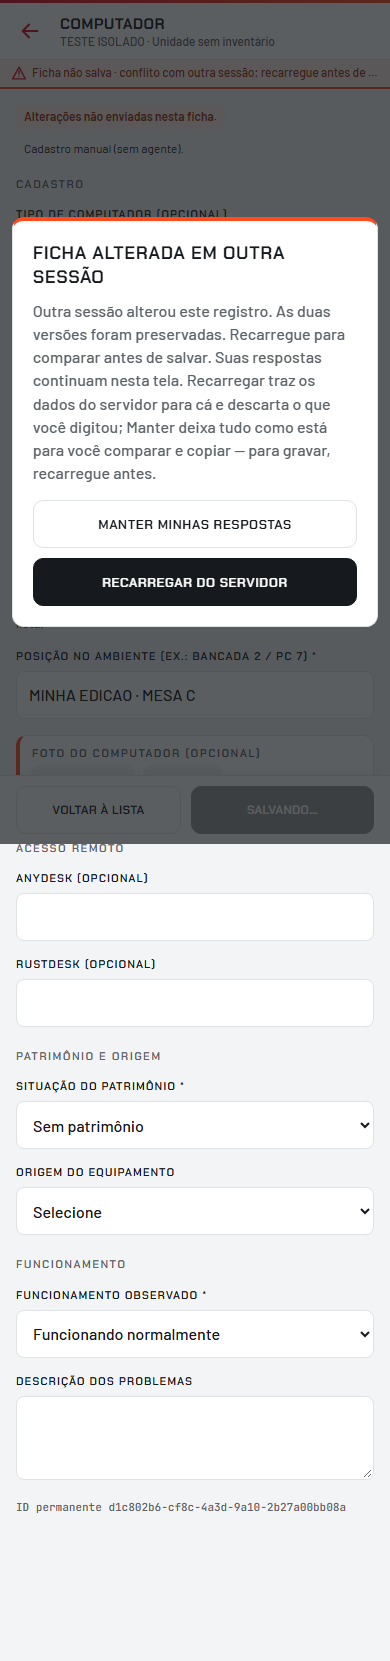 COMPUTADOR
TESTE ISOLADO · Unidade sem inventário
Ficha não salva · conflito com outra sessão; recarregue antes de ...
Alterações não enviadas nesta ficha.
Cadastro manual (sem agente).
CADASTRO
TIPO DE COMPUTADOR (OPCIONAL)
FICHA ALTERADA EM OUTRA
SESSÃO
Outra sessão alterou este registro. As duas
versões foram preservadas. Recarregue para
comparar antes de salvar. Suas respostas
continuam nesta tela. Recarregar traz os
dados do servidor para cá e descarta o que
você digitou; Manter deixa tudo como está
para você comparar e copiar — para gravar,
recarregue antes.
MANTER MINHAS RESPOSTAS
RECARREGAR DO SERVIDOR
POSIÇÃO NO AMBIENTE (EX.: BANCADA 2 / PC 7) *
MINHA EDICAO · MESA C
FOTO DO COMPUTADOR (OPCIONAL)
VOLTAR À LISTA
SALVANDO...
ACESSO REMOTO
ANYDESK (OPCIONAL)
RUSTDESK (OPCIONAL)
PATRIMÔNIO E ORIGEM
SITUAÇÃO DO PATRIMÔNIO *
Sem patrimônio
ORIGEM DO EQUIPAMENTO
Selecione
FUNCIONAMENTO
FUNCIONAMENTO OBSERVADO *
Funcionando normalmente
DESCRIÇÃO DOS PROBLEMAS
ID permanente d1c802b6-cf8c-4a3d-9a10-2b27a00bb08a